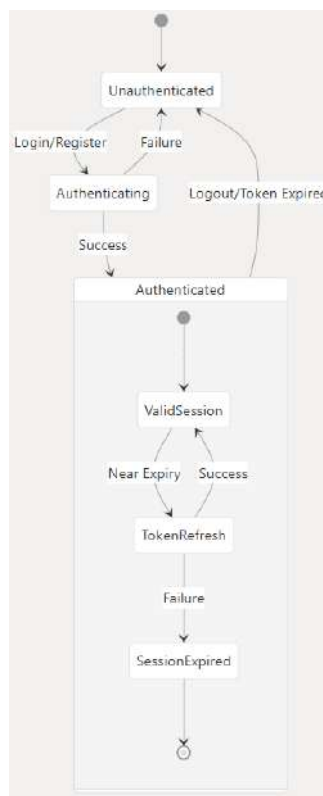 Unauthenticated
Login/Register
Failure
Authenticating
Logout/Token Expired
Success
Authenticated
ValidSession
Near Expiry
Success
TokenRefresh
Failure
SessionExpired